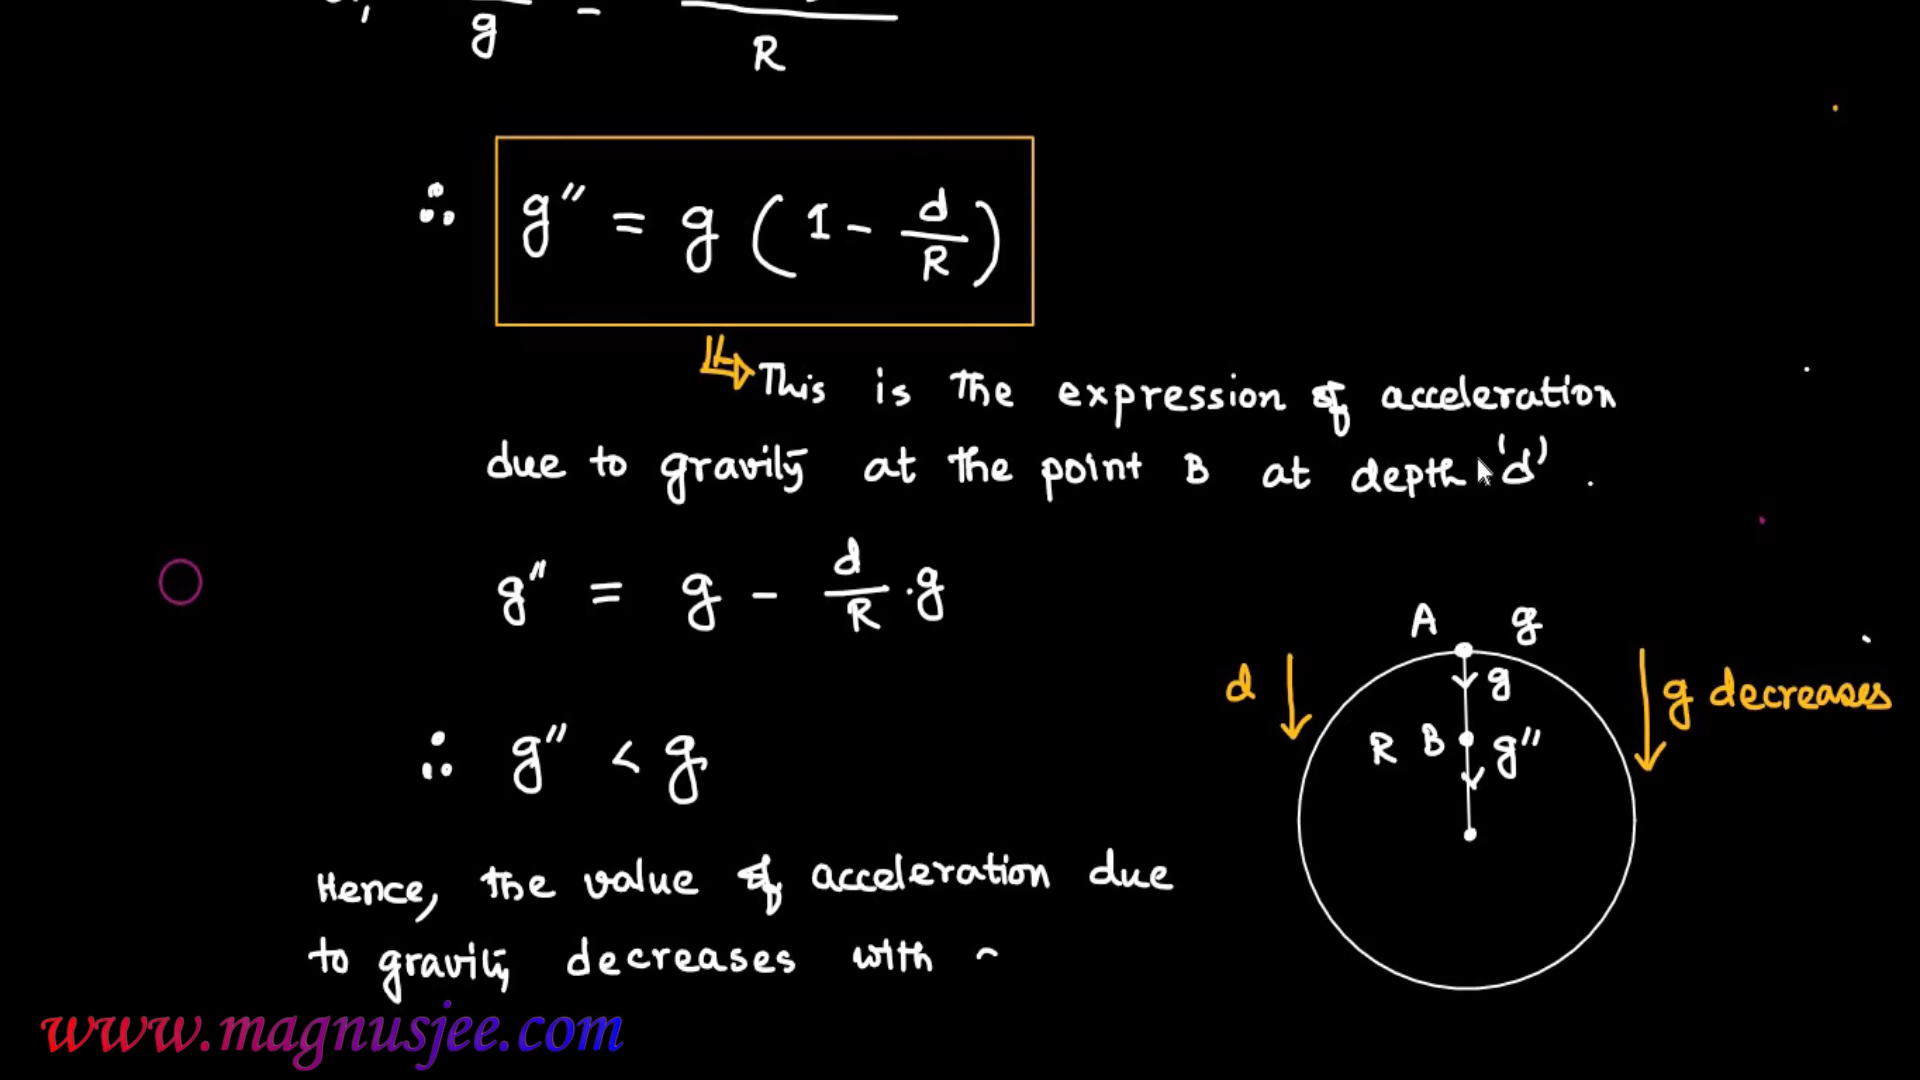 g
R
∴ g″ = g (1 - d/R)
This is the expression of acceleration
due to gravity at the point B at depth 'd' .
g″ = g - d/R · g
A g
d g g decreases
R B g″
∴ g″ < g
Hence, the value of acceleration due
to gravity decreases with
www.magnusjee.com